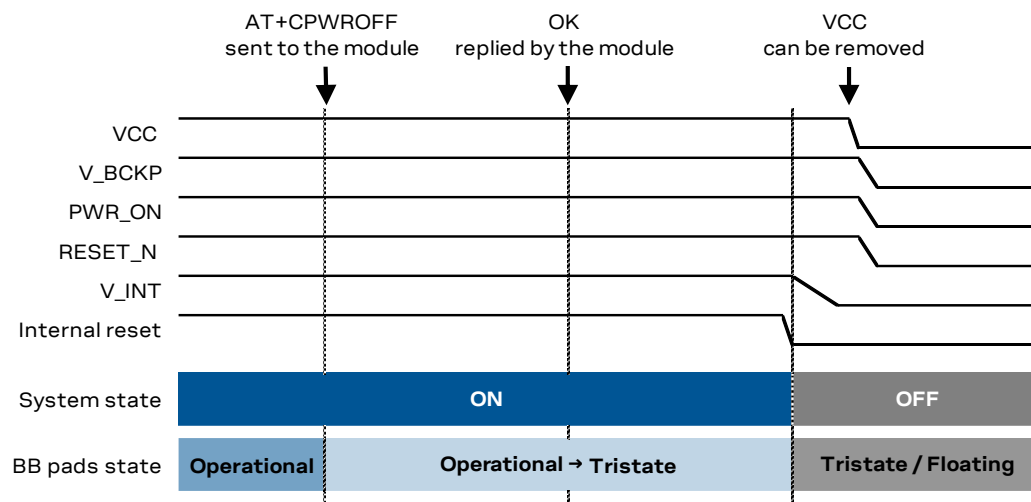 AT+CPWROFF
sent to the module
OK
replied by the module
VCC
can be removed
VCC
V_BCKP
PWR_ON
RESET_N
V_INT
Internal reset
System state
ON
OFF
BB pads state
Operational
Operational → Tristate
Tristate / Floating